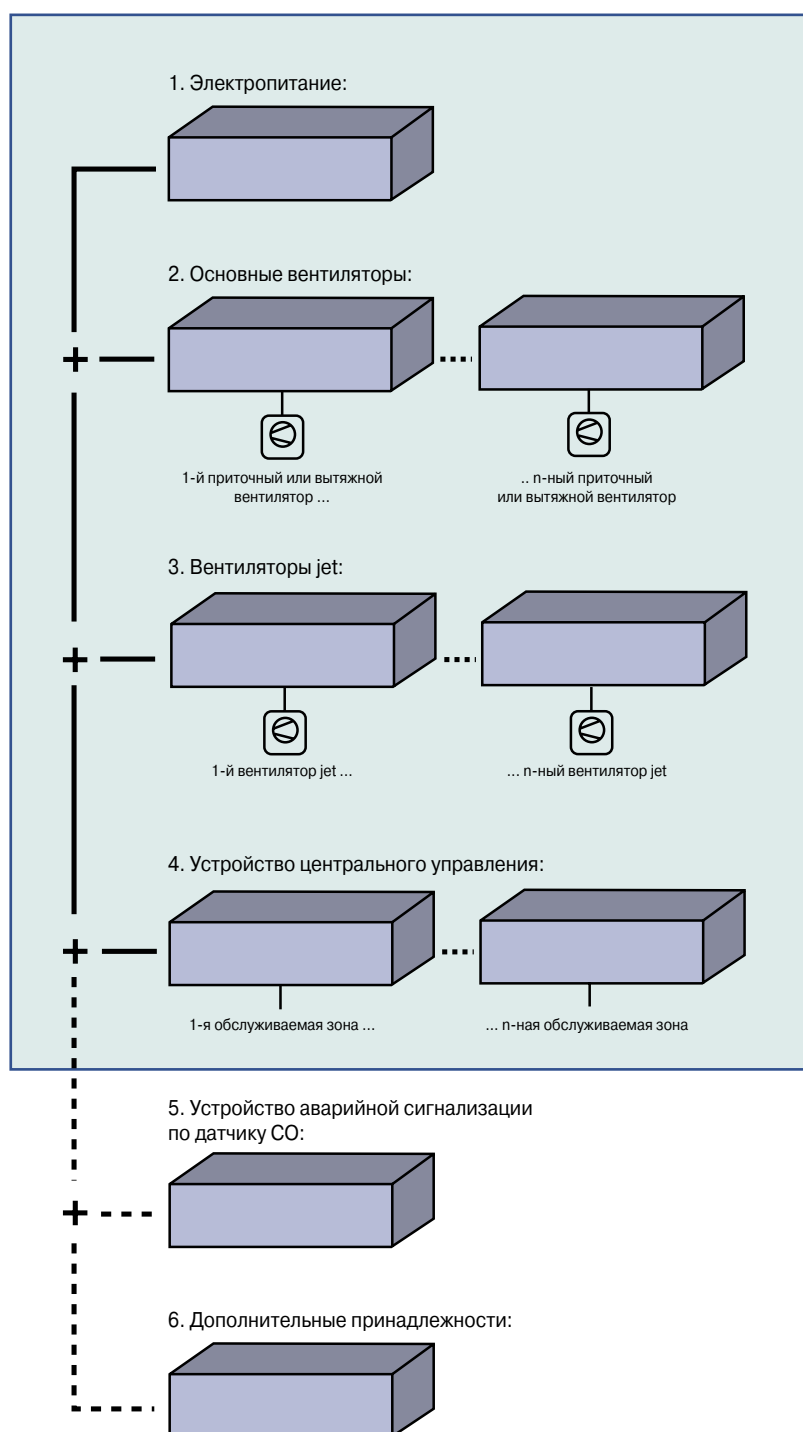 1. Электропитание:
2. Основные вентиляторы:
1-й приточный или вытяжной
вентилятор ...
.. n-ный приточный
или вытяжной вентилятор
3. Вентиляторы jet:
1-й вентилятор jet ...
... n-ный вентилятор jet
4. Устройство центрального управления:
1-я обслуживаемая зона ...
... n-ная обслуживаемая зона
5. Устройство аварийной сигнализации
по датчику CO:
6. Дополнительные принадлежности: